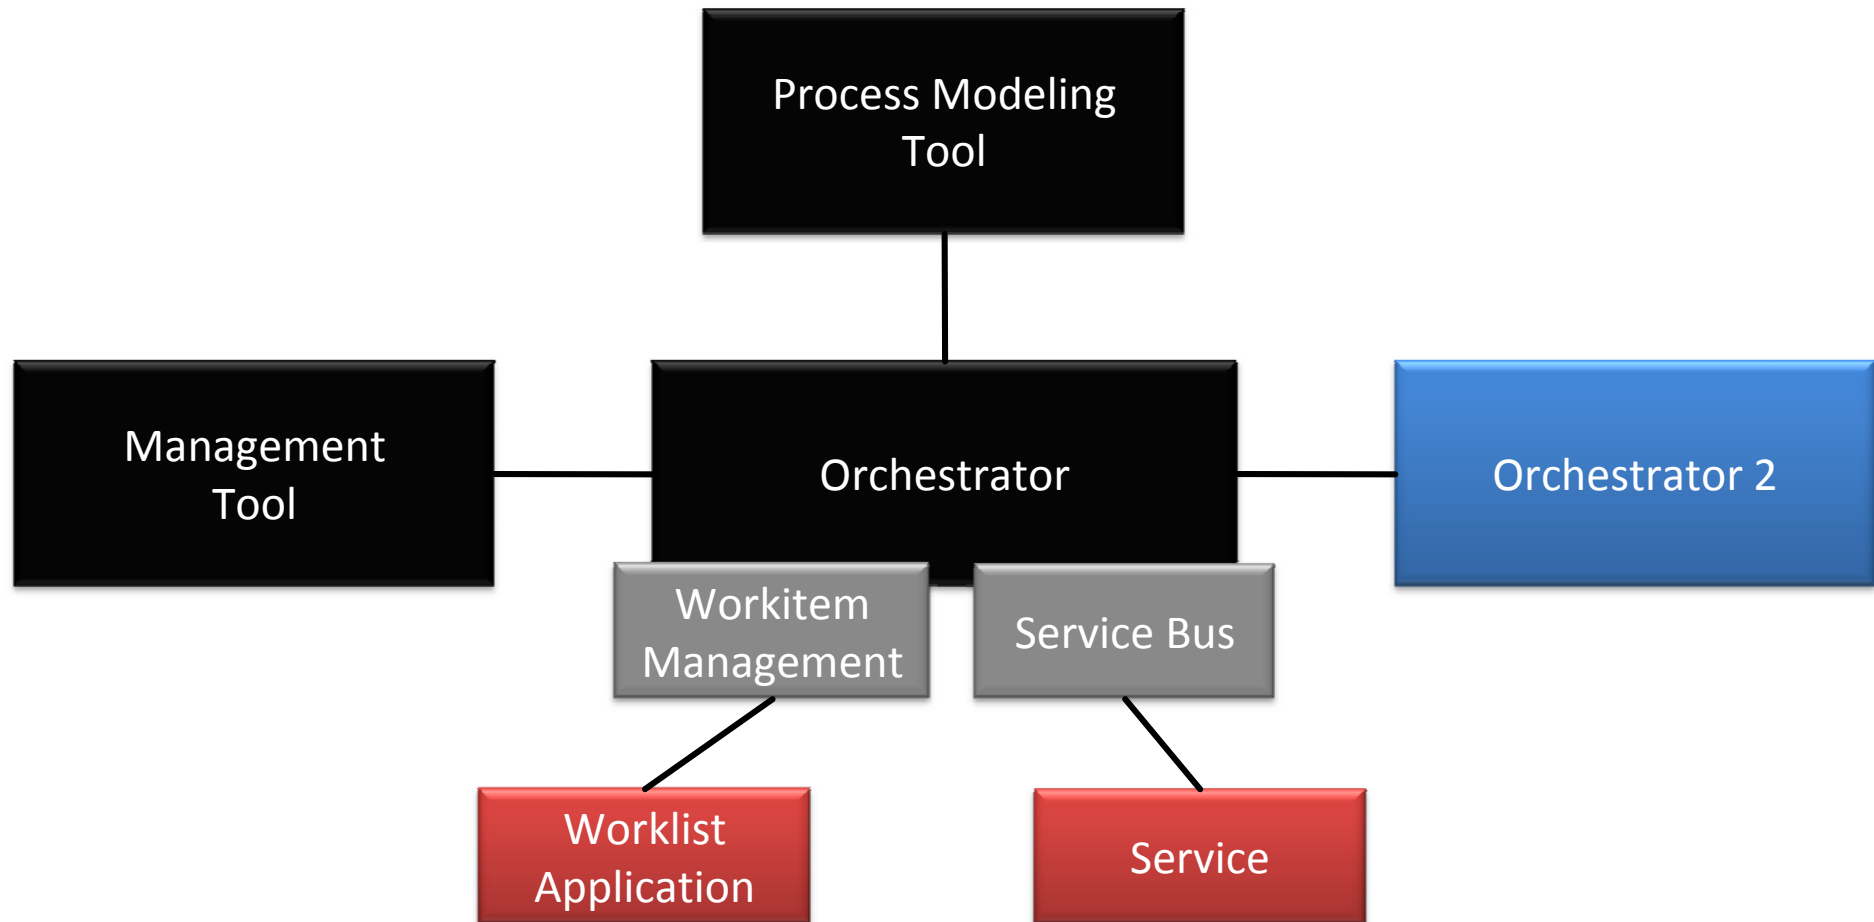 Process Modeling
Tool
Management
Tool
Orchestrator
Orchestrator 2
Workitem
Management
Service Bus
Worklist
Application
Service